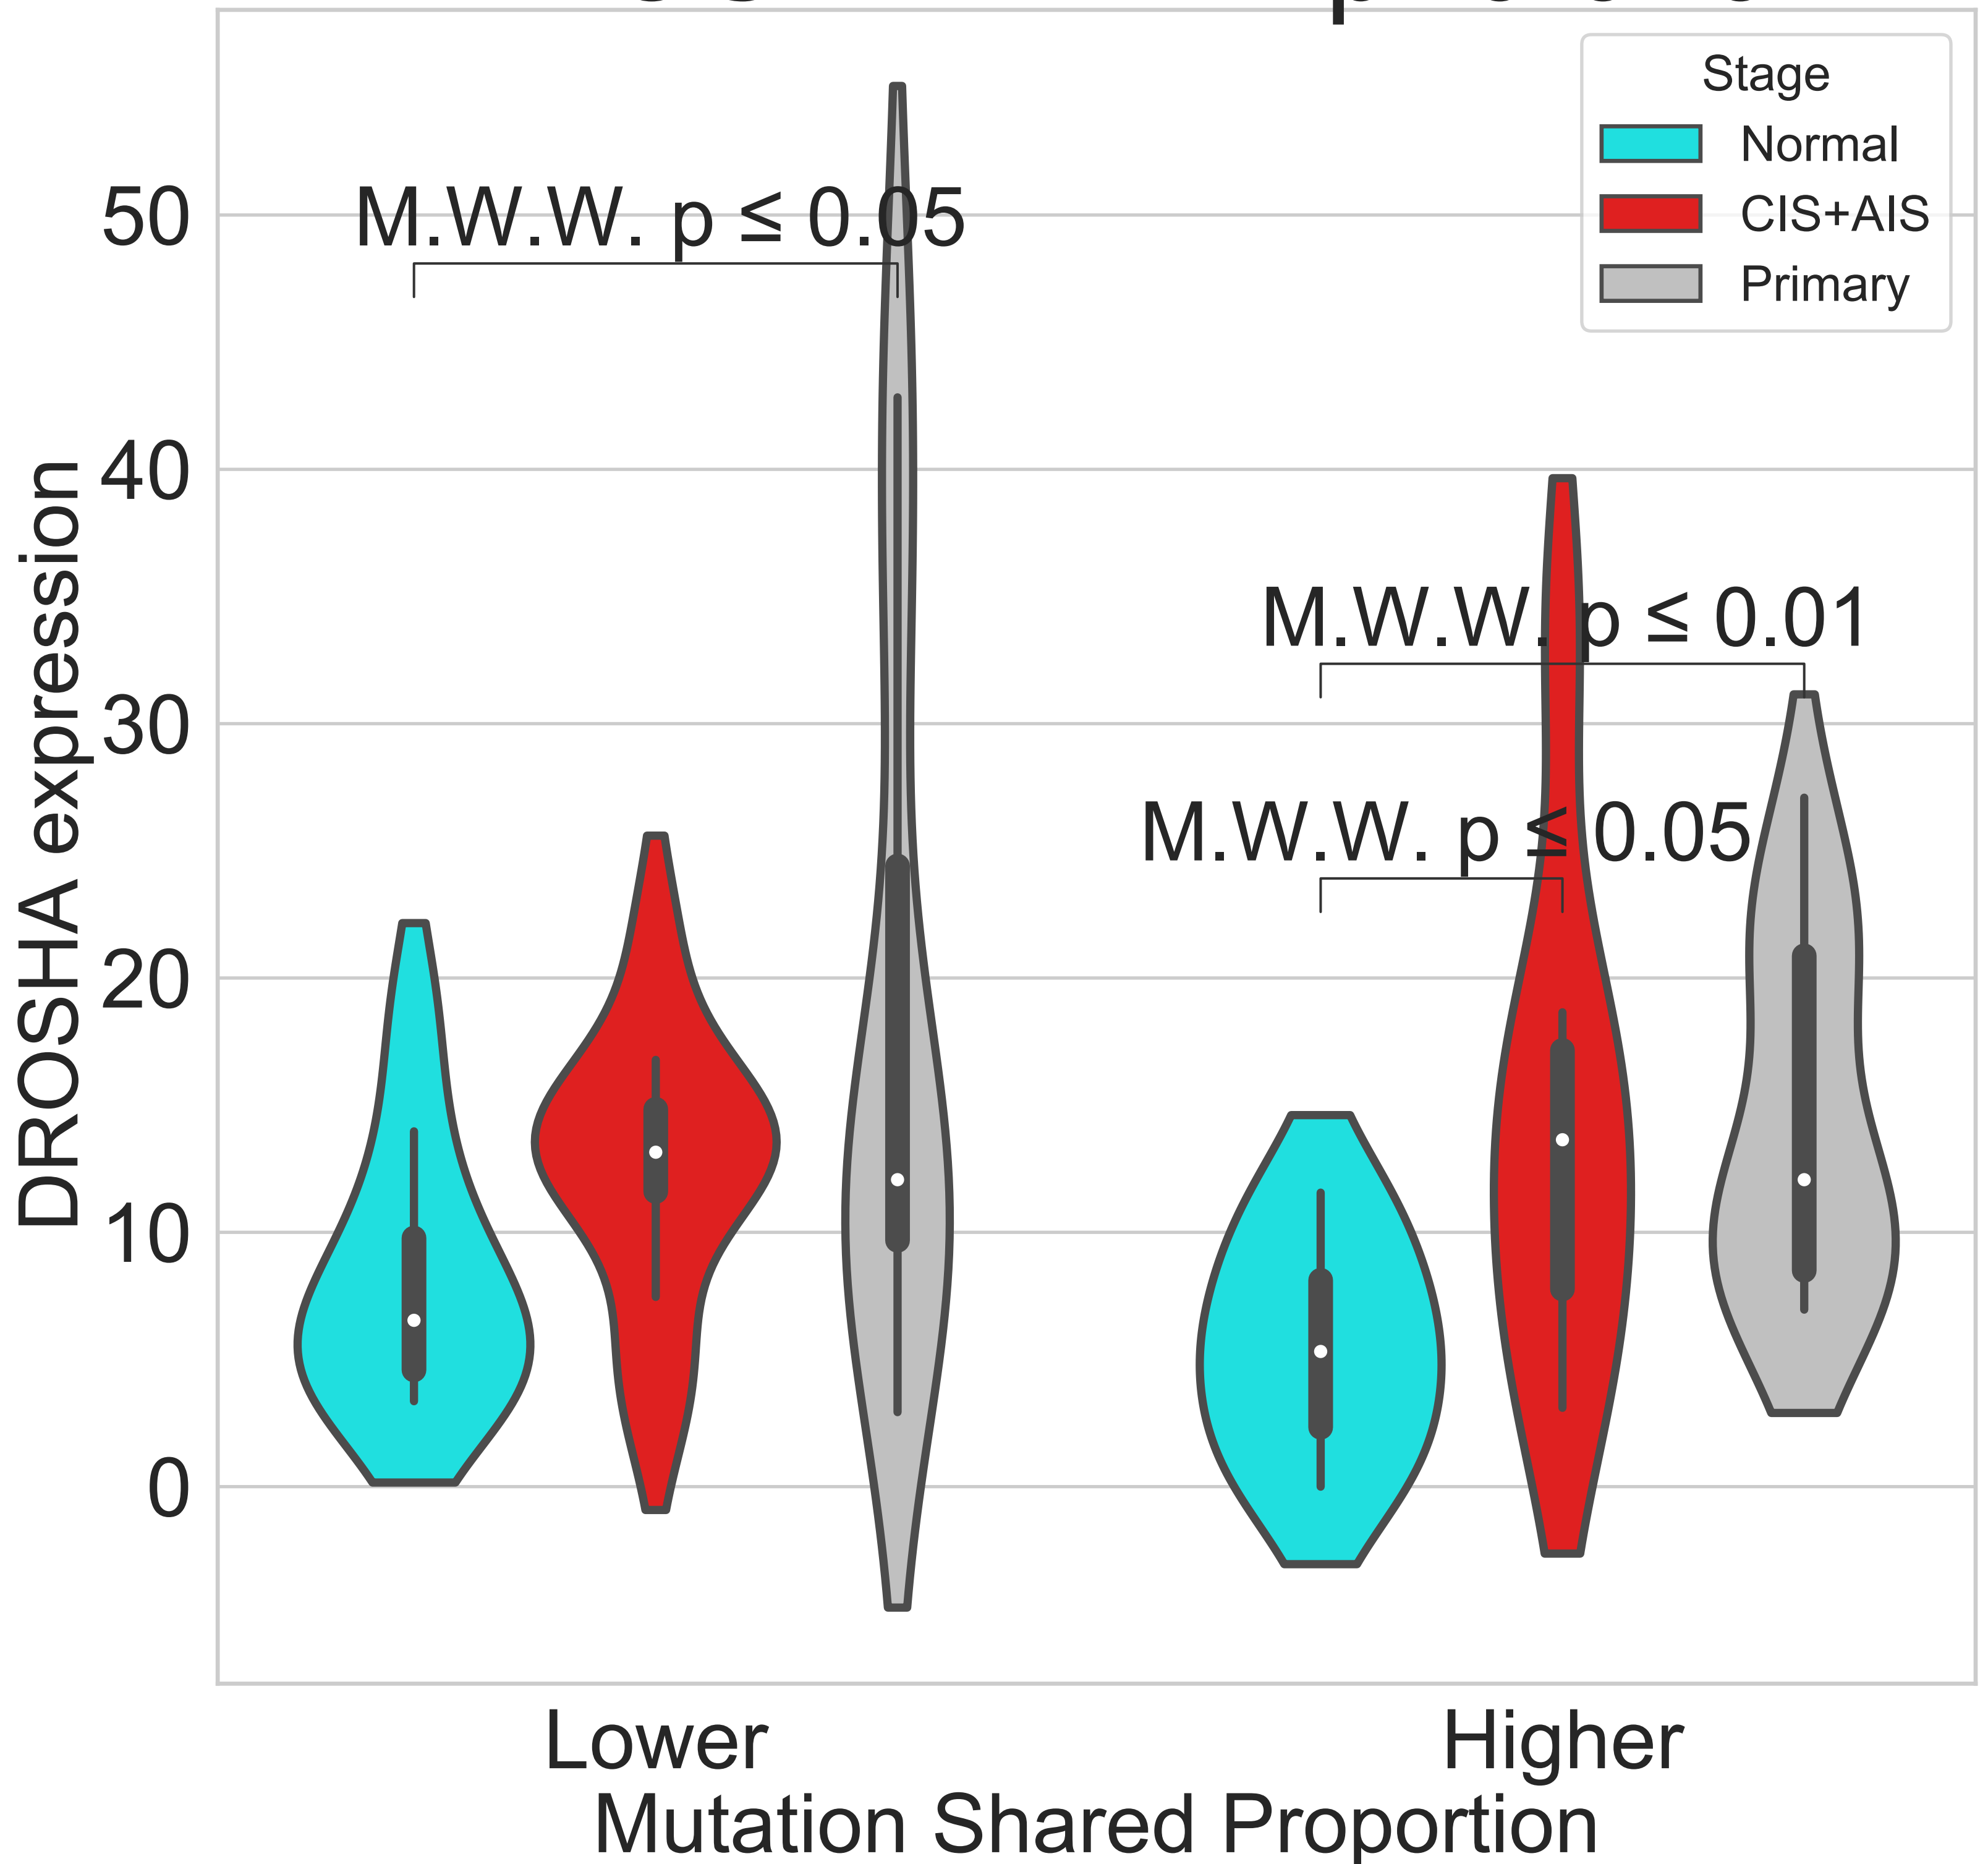 Stage
Normal
CIS+AIS
Primary
M.W.W. p ≤ 0.05
M.W.W. p ≤ 0.01
M.W.W. p ≤ 0.05
50
40
30
20
10
0
DROSHA expression
Lower
Higher
Mutation Shared Proportion